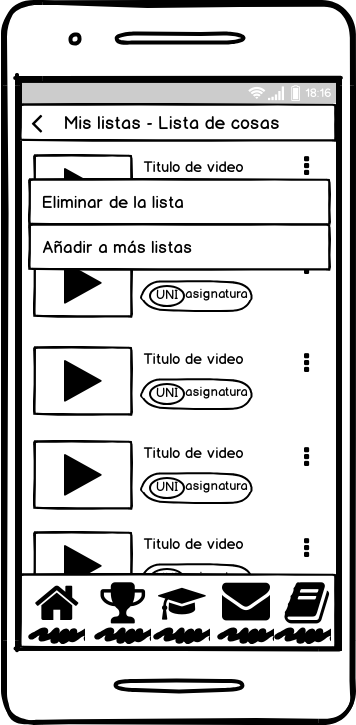 18:16
Mis listas - Lista de cosas
Titulo de video
Eliminar de la lista
Añadir a más listas
UNI asignatura
Titulo de video
UNI asignatura
Titulo de video
UNI asignatura
Titulo de video